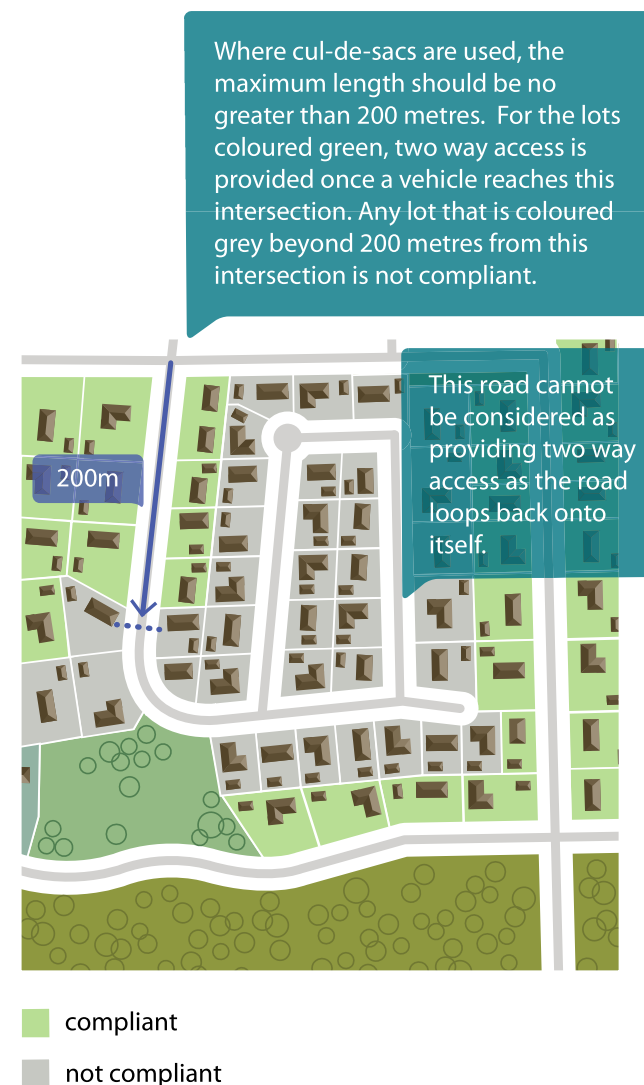 Where cul-de-sacs are used, the
maximum length should be no
greater than 200 metres.  For the lots
coloured green, two way access is
provided once a vehicle reaches this
intersection. Any lot that is coloured
grey beyond 200 metres from this
intersection is not compliant.
This road cannot
be considered as
providing two way
access as the road
loops back onto
itself.
200m
compliant
not compliant